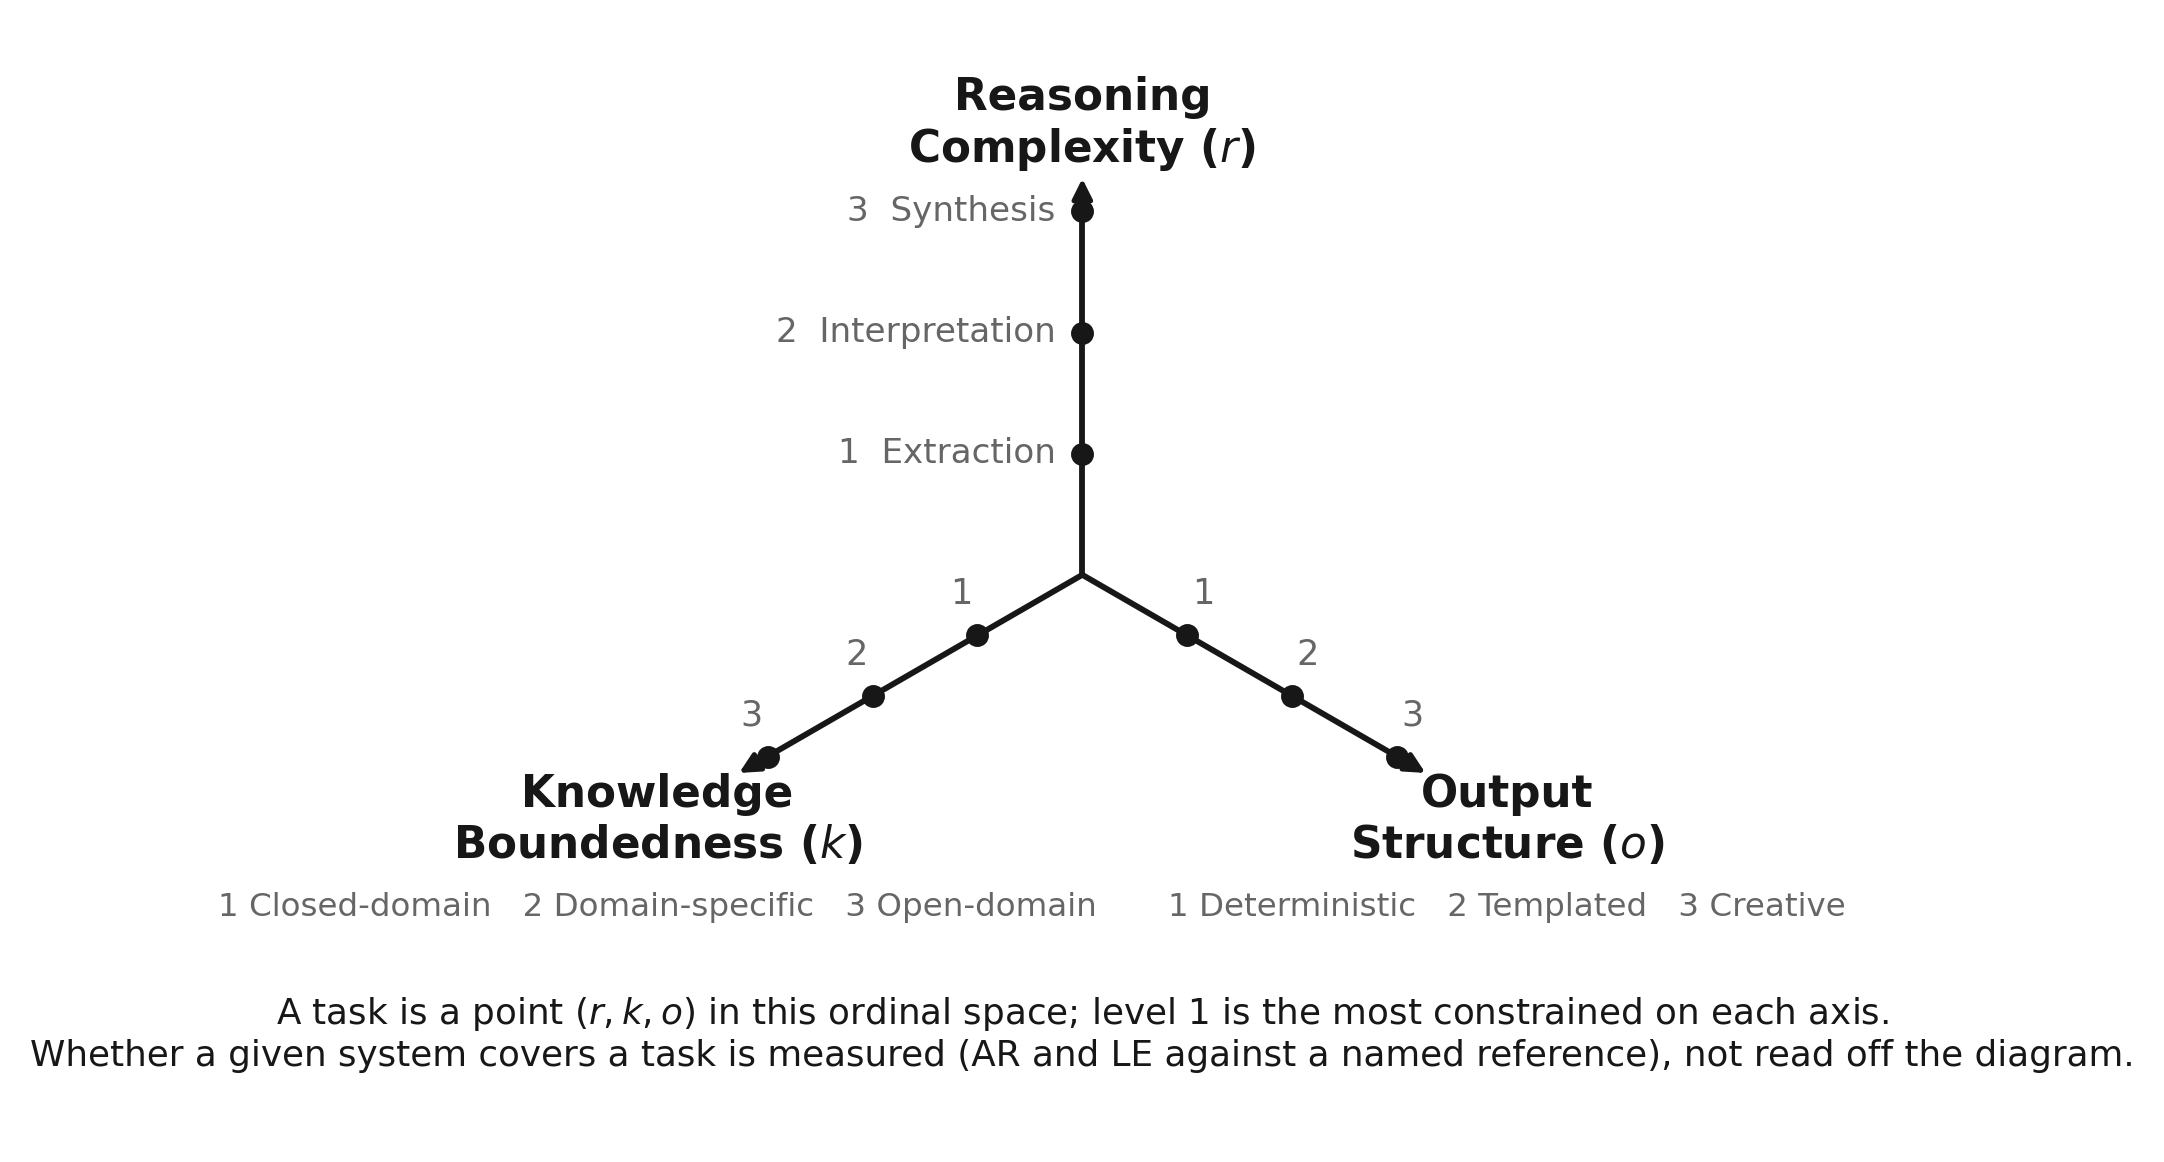 Reasoning
Complexity (r)
3 Synthesis
2 Interpretation
1 Extraction
1
1
2
2
3
3
Knowledge
Boundedness (k)
Output
Structure (o)
1 Closed-domain 2 Domain-specific 3 Open-domain
1 Deterministic 2 Templated 3 Creative
A task is a point (r, k, o) in this ordinal space; level 1 is the most constrained on each axis.
Whether a given system covers a task is measured (AR and LE against a named reference), not read off the diagram.